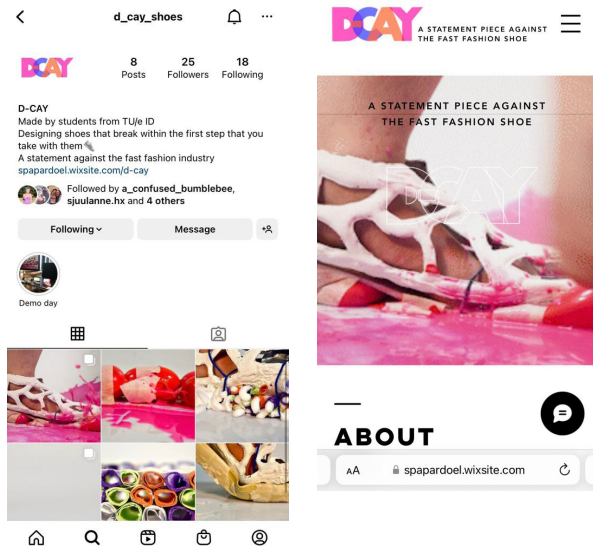 d_cay_shoes
DCAY
8
25
18
Posts
Followers
Following
D-CAY
Made by students from TU/e ID
Designing shoes that break within the first step that you
take with them
A statement against the fast fashion industry
spapardoel.wixsite.com/d-cay
Followed by a_confused_bumblebee,
sjuulanne.hx and 4 others
Following
Message
Demo day
DCAY
A STATEMENT PIECE AGAINST
THE FAST FASHION SHOE
A STATEMENT PIECE AGAINST
THE FAST FASHION SHOE
DCAY
ABOUT
AA
spapardoel.wixsite.com